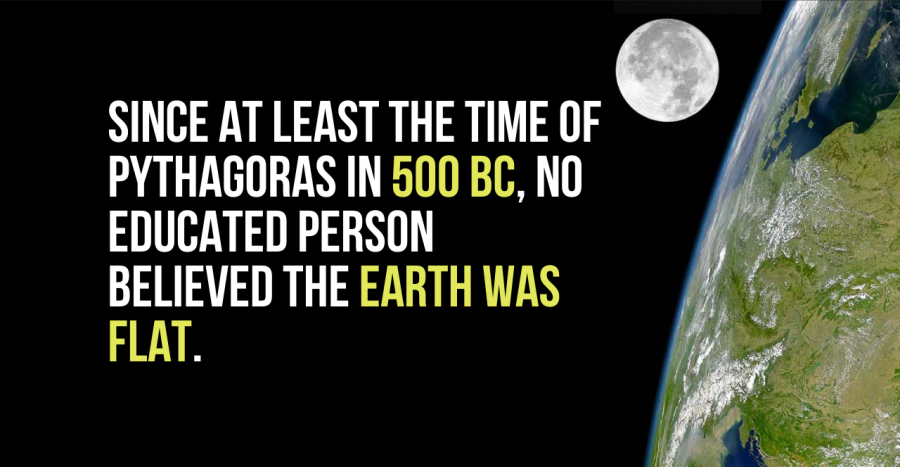 SINCE AT LEAST THE TIME OF
PYTHAGORAS IN 500 BC, NO
EDUCATED PERSON
BELIEVED THE EARTH WAS
FLAT.